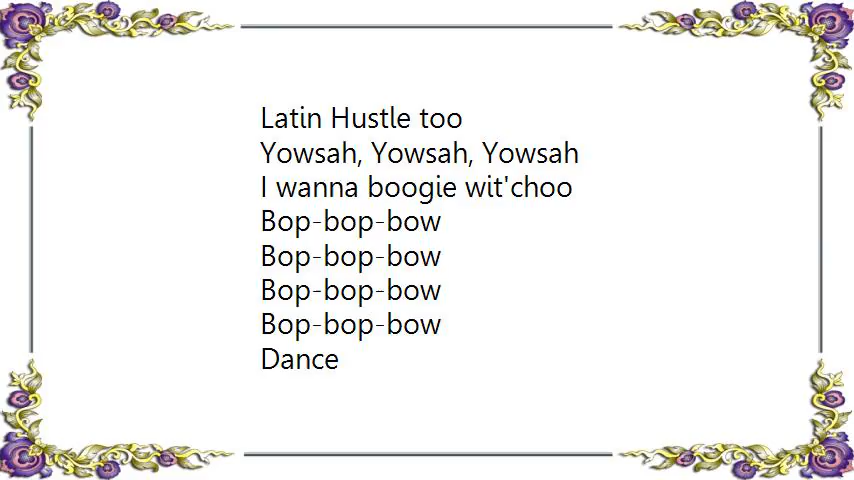 Latin Hustle too
Yowsah, Yowsah, Yowsah
I wanna boogie wit'choo
Bop-bop-bow
Bop-bop-bow
Bop-bop-bow
Bop-bop-bow
Dance